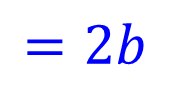 = 2b